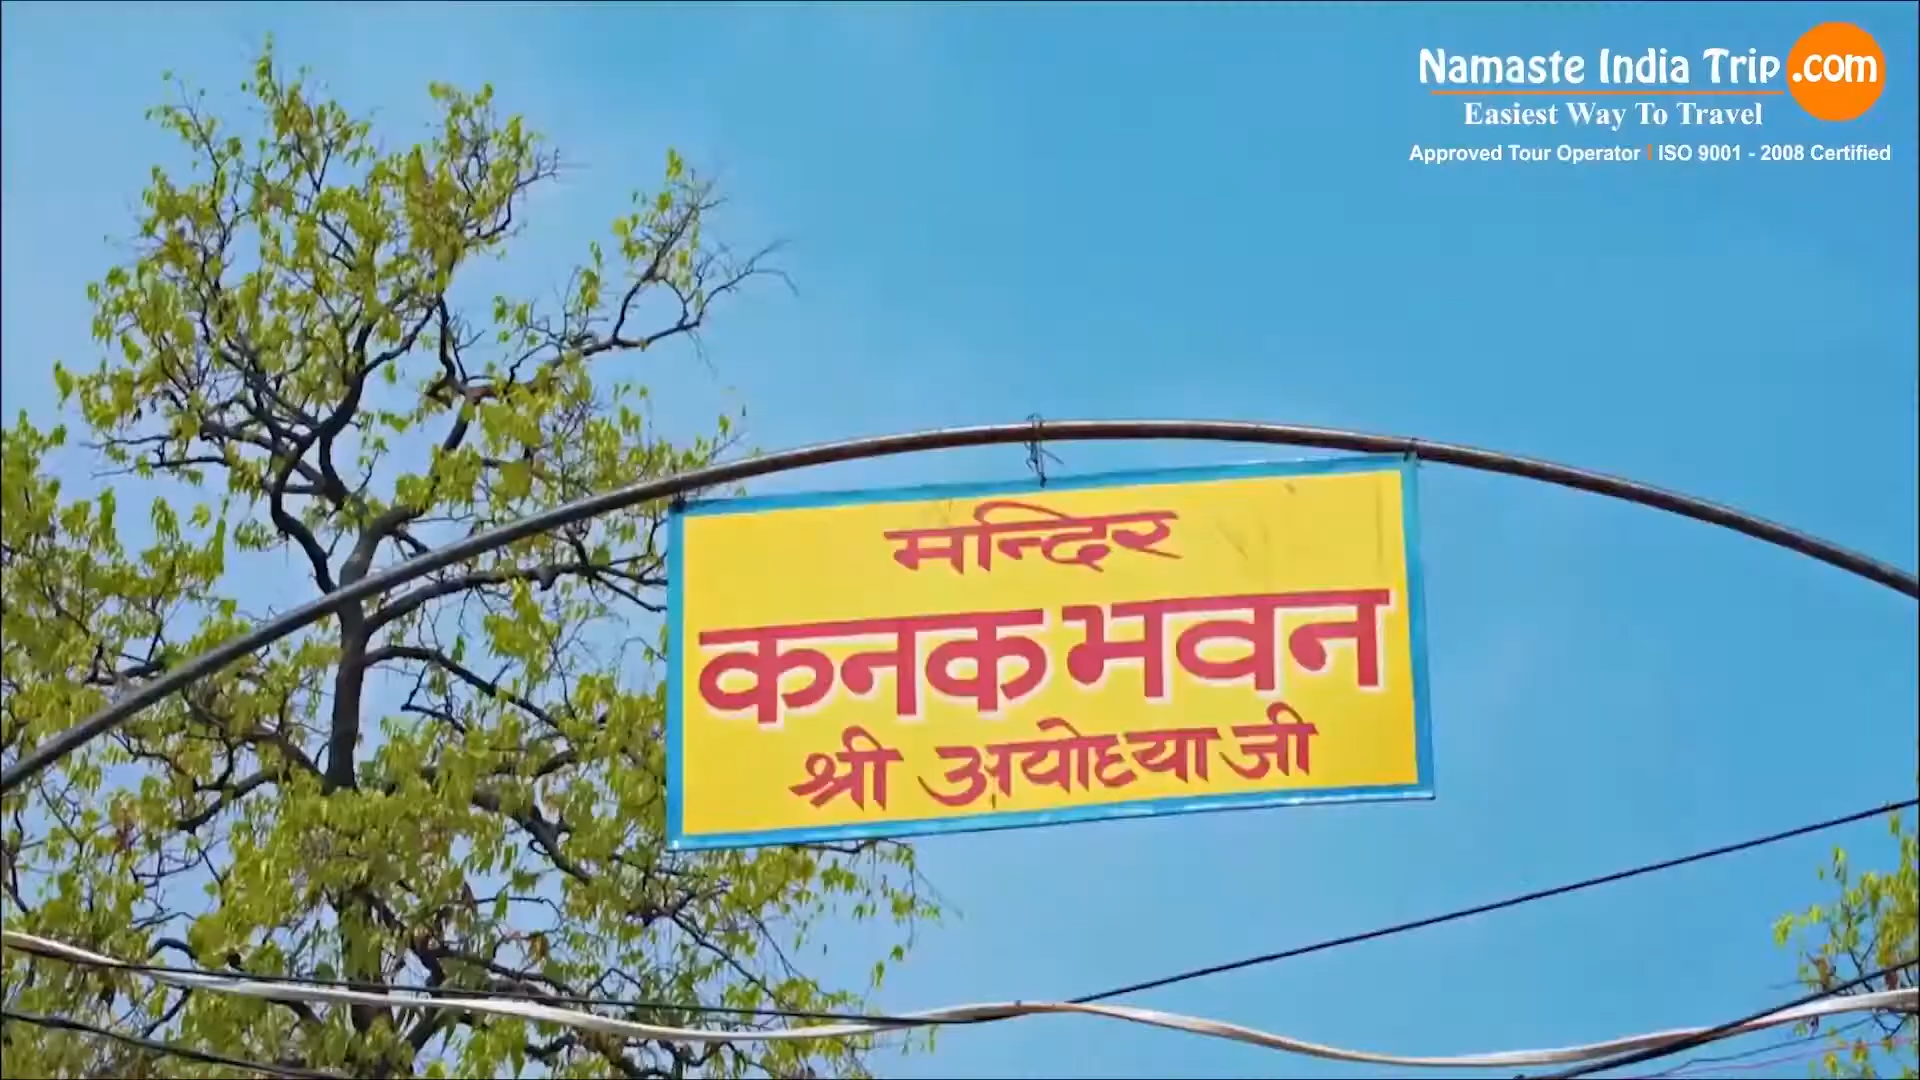 Namaste India Trip .com
Easiest Way To Travel
Approved Tour Operator | ISO 9001 - 2008 Certified
मन्दिर
कनक भवन
श्री अयोध्या जी